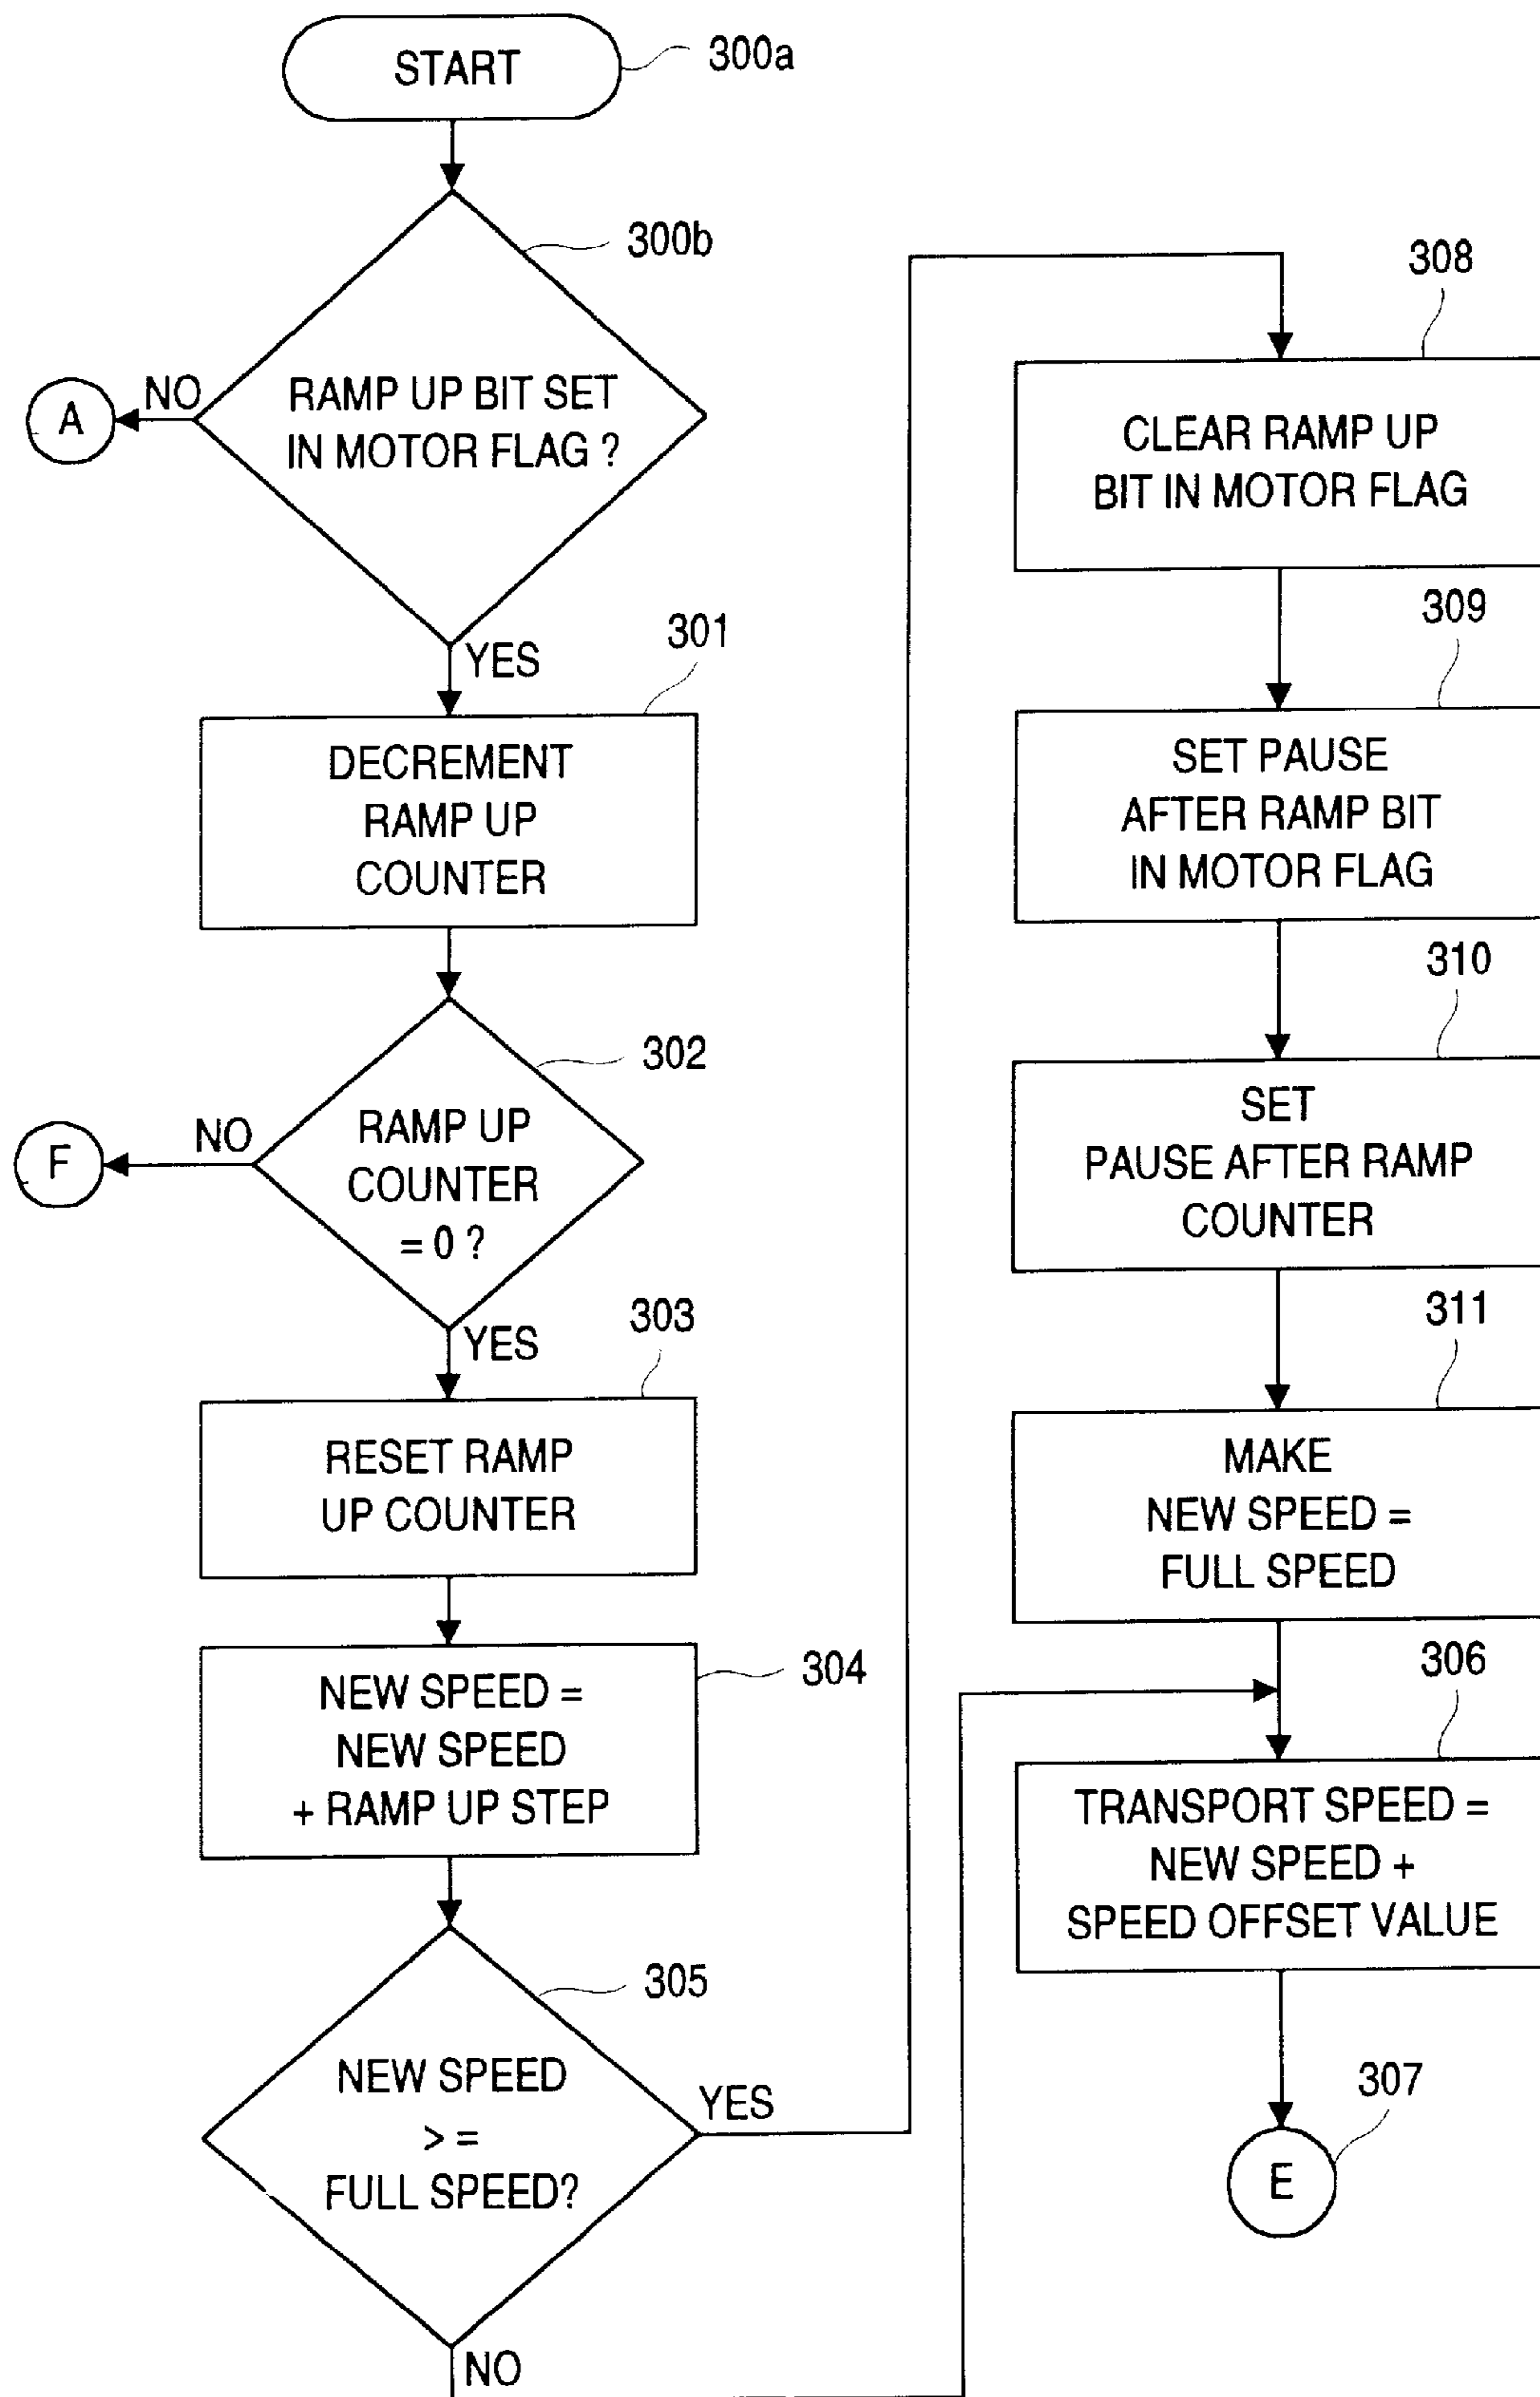 START
300a
300b
RAMP UP BIT SET
IN MOTOR FLAG ?
NO
A
YES
301
DECREMENT
RAMP UP
COUNTER
302
RAMP UP
COUNTER
= 0 ?
NO
F
YES
303
RESET RAMP
UP COUNTER
304
NEW SPEED =
NEW SPEED
+ RAMP UP STEP
305
NEW SPEED
> =
FULL SPEED?
YES
NO
308
CLEAR RAMP UP
BIT IN MOTOR FLAG
309
SET PAUSE
AFTER RAMP BIT
IN MOTOR FLAG
310
SET
PAUSE AFTER RAMP
COUNTER
311
MAKE
NEW SPEED =
FULL SPEED
306
TRANSPORT SPEED =
NEW SPEED +
SPEED OFFSET VALUE
307
E